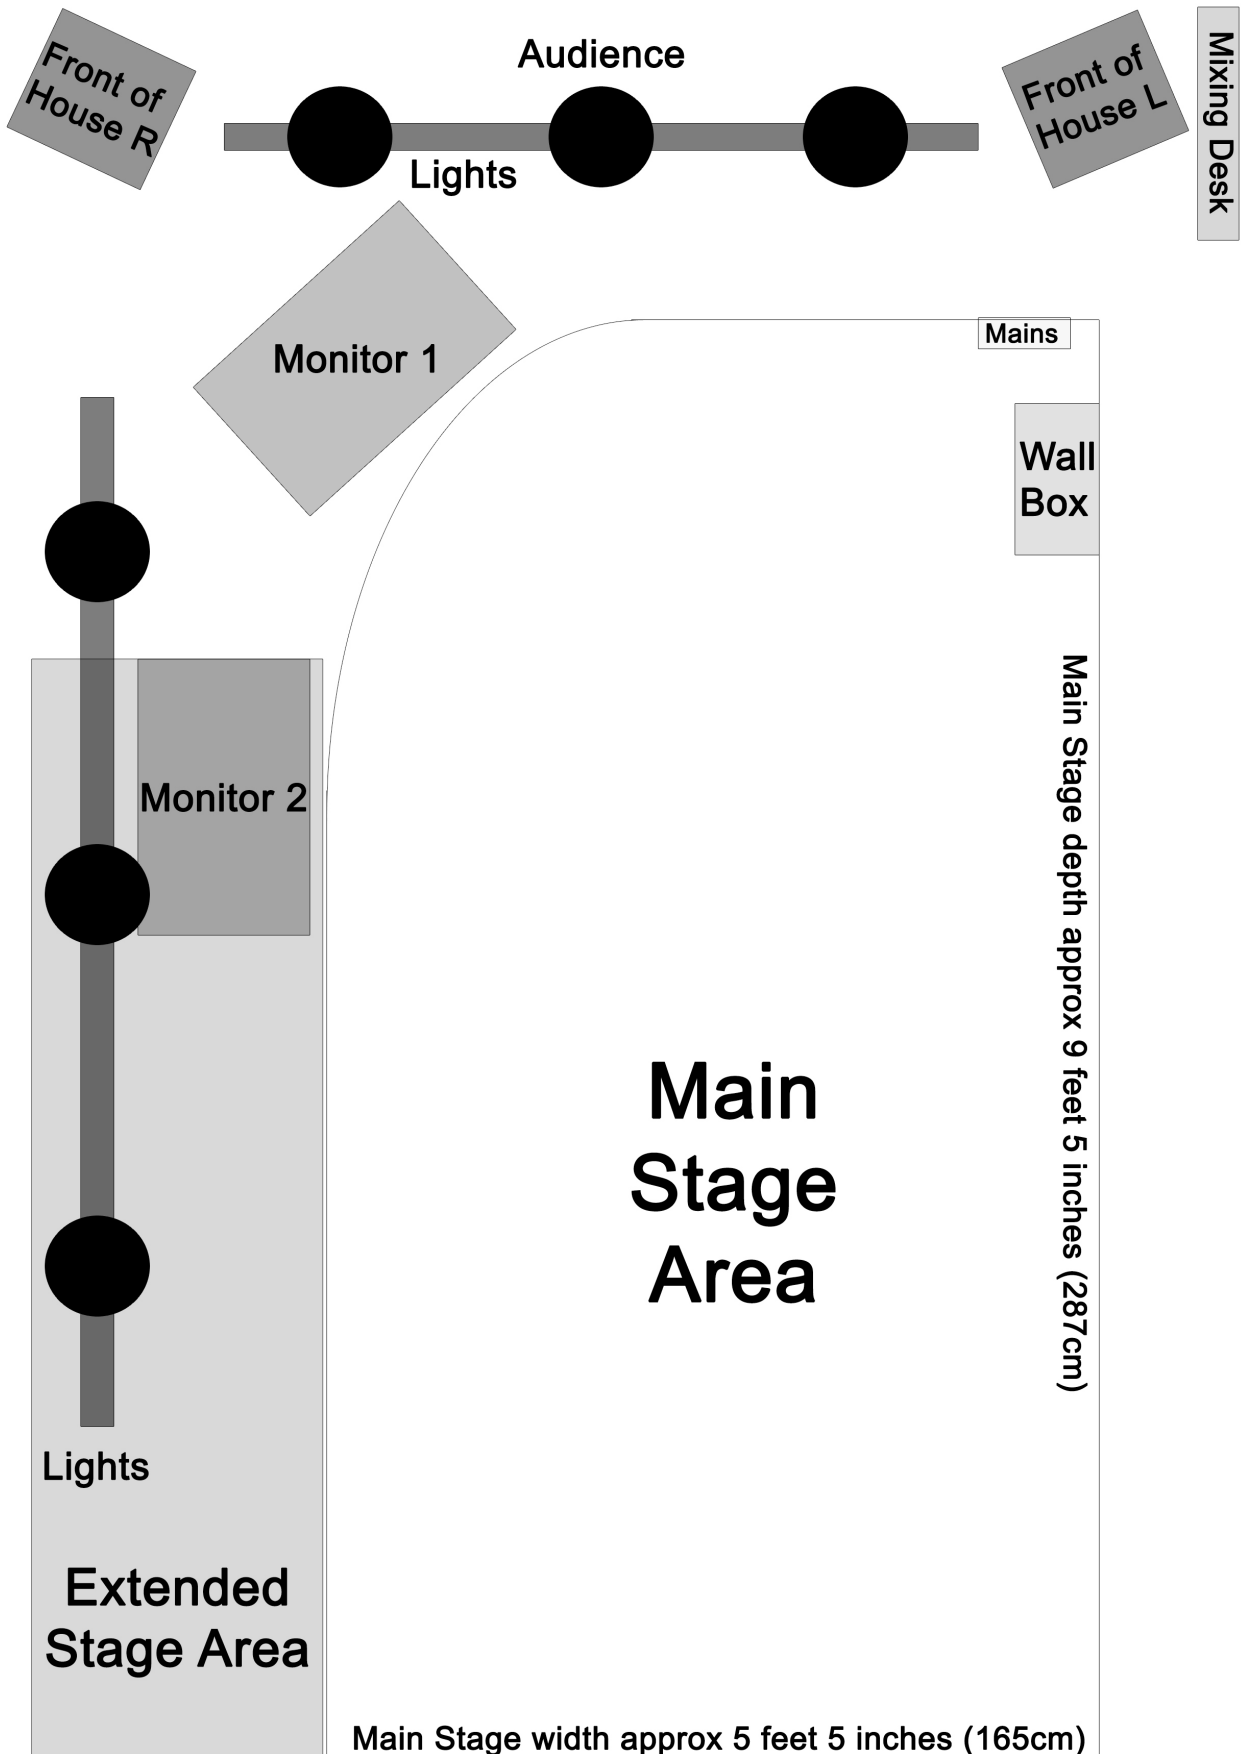 Audience
Front of
House R
Front of
House L
Mixing Desk
Lights
Monitor 1
Mains
Wall
Box
Monitor 2
Main Stage depth approx 9 feet 5 inches (287cm)
Main
Stage
Area
Lights
Extended
Stage Area
Main Stage width approx 5 feet 5 inches (165cm)